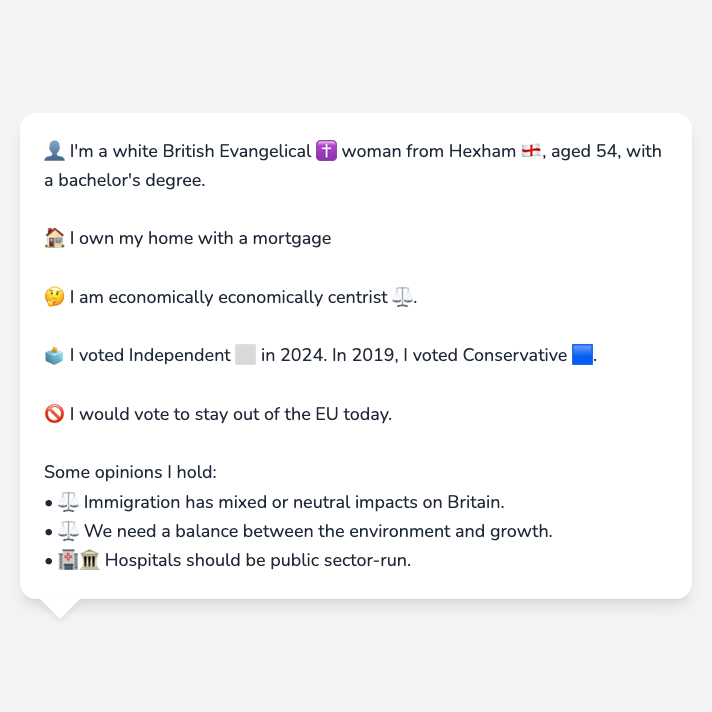 👤 I'm a white British Evangelical ✝️ woman from Hexham 🏴󠁧󠁢󠁥󠁮󠁧󠁿, aged 54, with
a bachelor's degree.
🏠 I own my home with a mortgage
🤔 I am economically economically centrist ⚖️.
🗳️ I voted Independent ⬜ in 2024. In 2019, I voted Conservative 🟦.
🚫 I would vote to stay out of the EU today.
Some opinions I hold:
• ⚖️ Immigration has mixed or neutral impacts on Britain.
• ⚖️ We need a balance between the environment and growth.
• 🏥🏛️ Hospitals should be public sector-run.